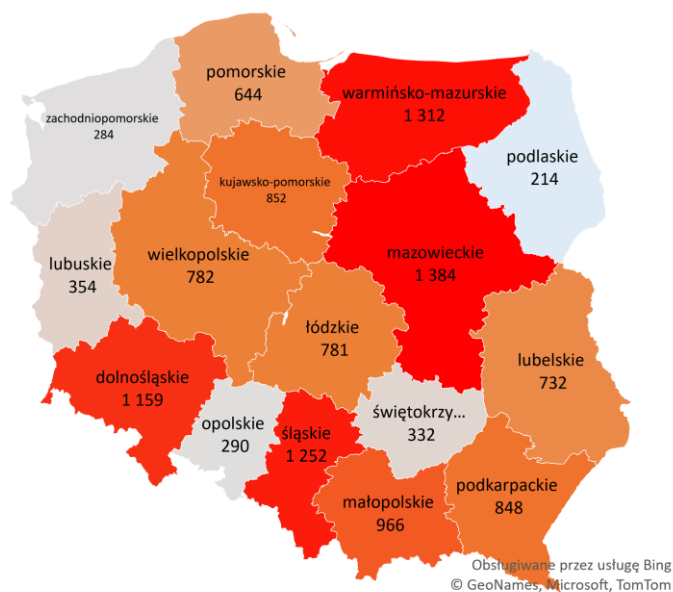 pomorskie
644
warmińsko-mazurskie
1 312
zachodniopomorskie
284
podlaskie
214
kujawsko-pomorskie
852
wielkopolskie
782
mazowieckie
1 384
lubuskie
354
łódzkie
781
lubelskie
732
dolnośląskie
1 159
opolskie
290
śląskie
1 252
świętokrzy...
332
małopolskie
966
podkarpackie
848
Obsługiwane przez usługę Bing
© GeoNames, Microsoft, TomTom